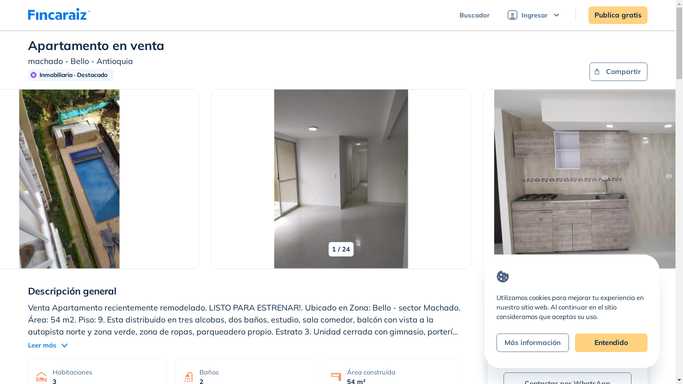 Fincaraiz
Buscador
Ingresar
Publica gratis
Apartamento en venta
machado - Bello - Antioquia
Inmobiliaria · Destacado
Compartir
1 / 24
Descripción general
Venta Apartamento recientemente remodelado. LISTO PARA ESTRENAR!. Ubicado en Zona: Bello - sector Machado.
Área: 54 m2. Piso: 9. Esta distribuido en tres alcobas, dos baños, estudio, sala comedor, balcón con vista a la
autopista norte y zona verde, zona de ropas, parqueadero propio. Estrato 3. Unidad cerrada con gimnasio, porterí...
Leer más
Habitaciones
3
Baños
2
Área construida
54 m²
Utilizamos cookies para mejorar tu experiencia en
nuestro sitio web. Al continuar en el sitio
consideramos que aceptas su uso.
Más información
Entendido
Contactar por WhatsApp